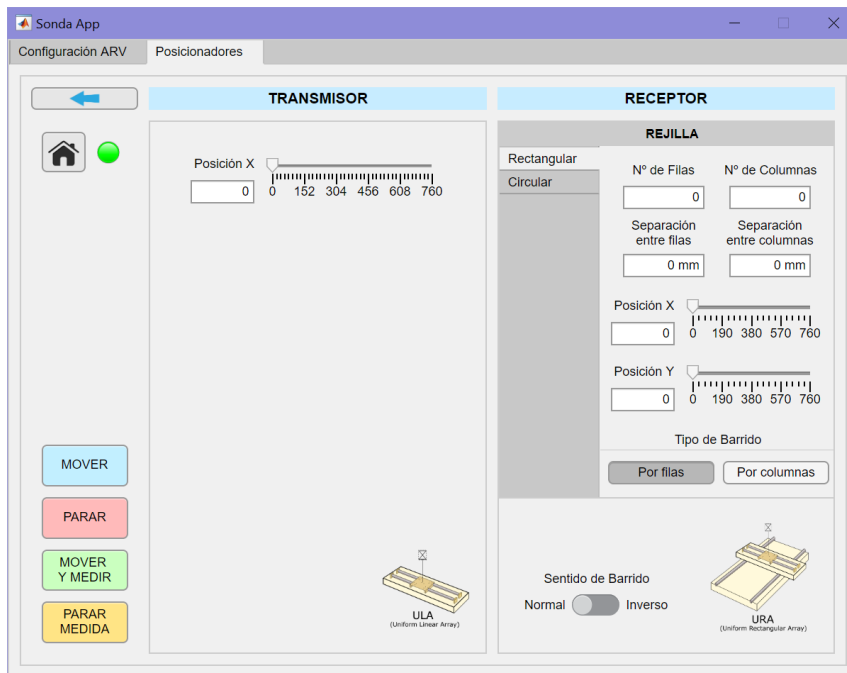 Sonda App
Configuración ARV
Posicionadores
TRANSMISOR
Posición X
0
0 152 304 456 608 760
ULA
(Uniform Linear Array)
RECEPTOR
REJILLA
Rectangular
Circular
Nº de Filas
Nº de Columnas
0
0
Separación
entre filas
Separación
entre columnas
0 mm
0 mm
Posición X
0
0 190 380 570 760
Posición Y
0
0 190 380 570 760
Tipo de Barrido
Por filas
Por columnas
Sentido de Barrido
Normal
Inverso
URA
(Uniform Rectangular Array)
MOVER
PARAR
MOVER
Y MEDIR
PARAR
MEDIDA